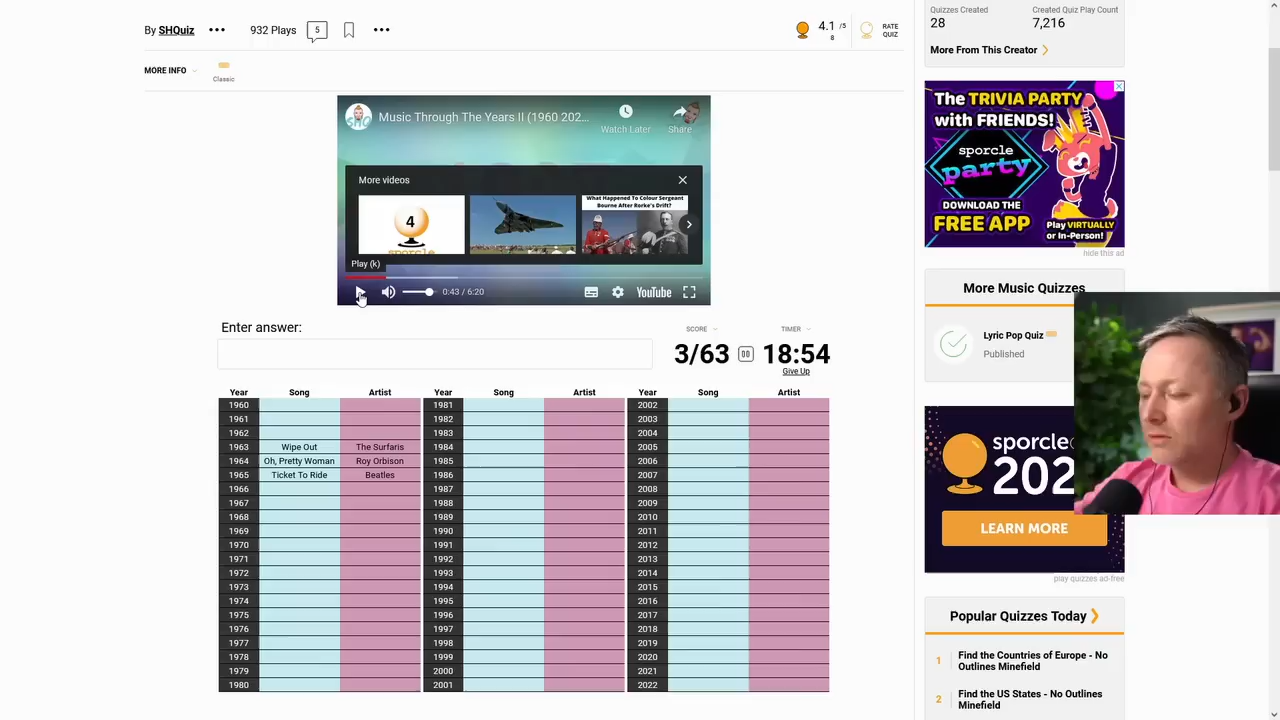 By SHQuiz
932 Plays
5
4.1 /5
8
RATE QUIZ
MORE INFO
Classic
Music Through The Years II (1960 202...
Watch Later
Share
More videos
4
sporcle
What Happened To Colour Sergeant
Bourne After Rorke's Drift?
Play (k)
0:43 / 6:20
YouTube
Enter answer:
SCORE
3/63
TIMER
18:54
Give Up
Year Song Artist Year Song Artist Year Song Artist
1960 1981 2002
1961 1982 2003
1962 1983 2004
1963 Wipe Out The Surfaris 1984 2005
1964 Oh, Pretty Woman Roy Orbison 1985 2006
1965 Ticket To Ride Beatles 1986 2007
1966 1987 2008
1967 1988 2009
1968 1989 2010
1969 1990 2011
1970 1991 2012
1971 1992 2013
1972 1993 2014
1973 1994 2015
1974 1995 2016
1975 1996 2017
1976 1997 2018
1977 1998 2019
1978 1999 2020
1979 2000 2021
1980 2001 2022
Quizzes Created
28
Created Quiz Play Count
7,216
More From This Creator
The TRIVIA PARTY
with FRIENDS!
sporcle
party
DOWNLOAD THE
FREE APP
Play VIRTUALLY
or In-Person!
hide this ad
More Music Quizzes
Lyric Pop Quiz
Published
sporcle
202
LEARN MORE
play quizzes ad-free
Popular Quizzes Today
1 Find the Countries of Europe - No
Outlines Minefield
2 Find the US States - No Outlines
Minefield